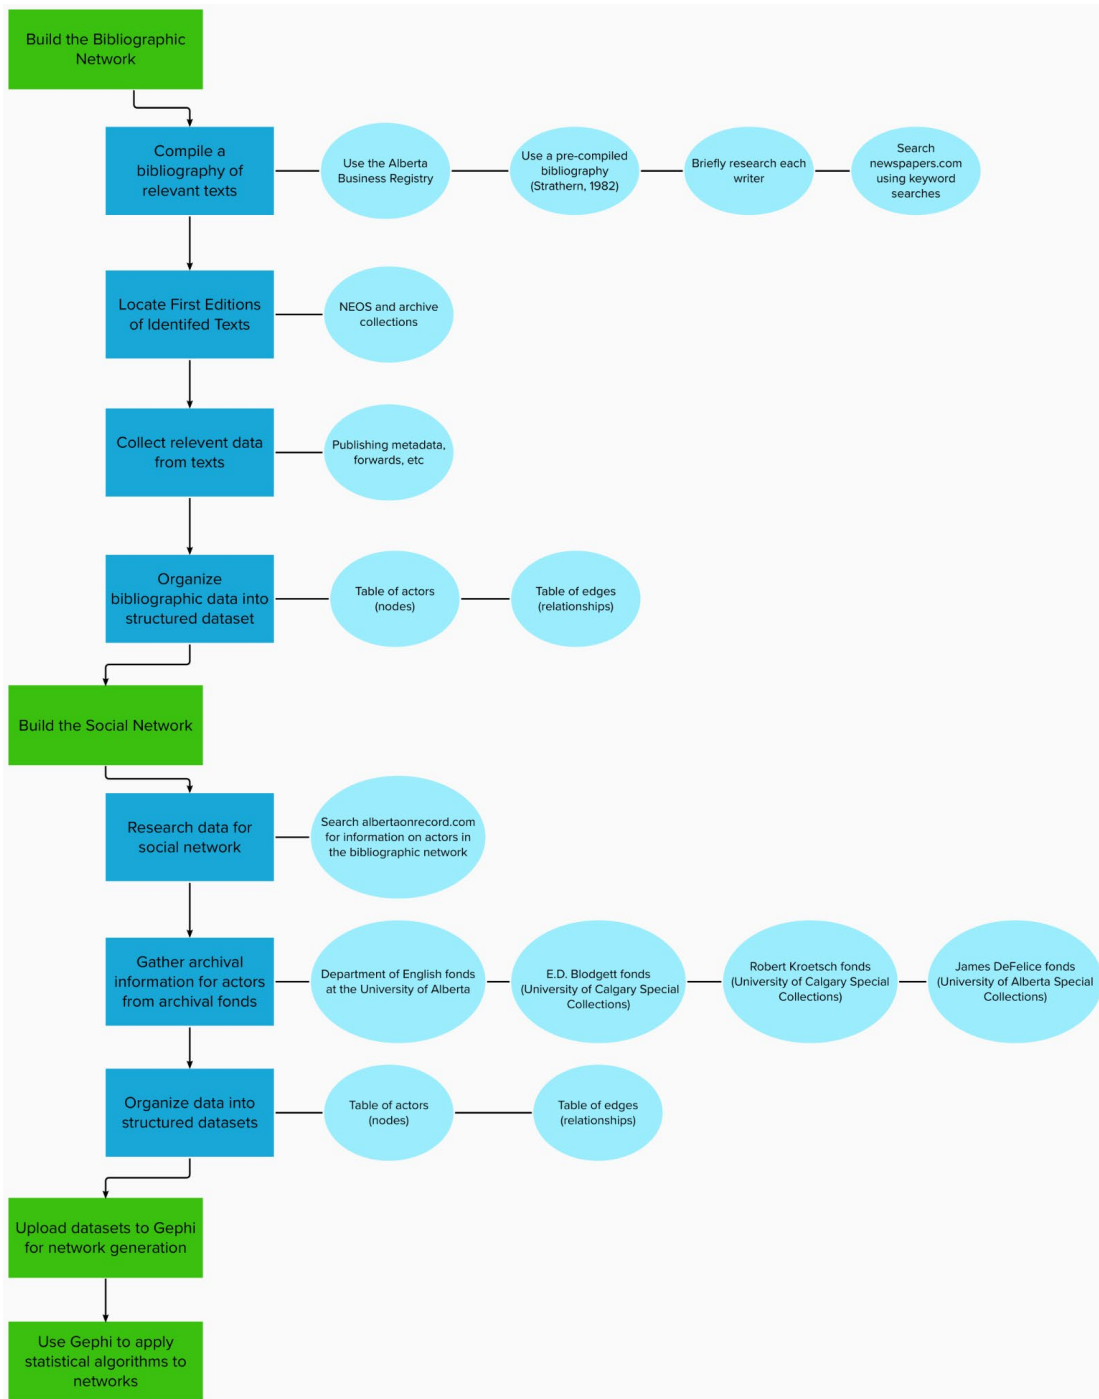 Build the Bibliographic
Network
Compile a
bibliography of
relevant texts
Use the Alberta
Business Registry
Use a pre-compiled
bibliography
(Strathern, 1982)
Briefly research each
writer
Search
newspapers.com
using keyword
searches
Locate First Editions
of Identifed Texts
NEOS and archive
collections
Collect relevent data
from texts
Publishing metadata,
forwards, etc
Organize
bibliographic data into
structured dataset
Table of actors
(nodes)
Table of edges
(relationships)
Build the Social Network
Research data for
social network
Search albertaonrecord.com
for information on actors in
the bibliographic network
Gather archival
information for actors
from archival fonds
Department of English fonds
at the University of Alberta
E.D. Blodgett fonds
(University of Calgary Special
Collections)
Robert Kroetsch fonds
(University of Calgary Special
Collections)
James DeFelice fonds
(University of Alberta Special
Collections)
Organize data into
structured datasets
Table of actors
(nodes)
Table of edges
(relationships)
Upload datasets to Gephi
for network generation
Use Gephi to apply
statistical algorithms to
networks